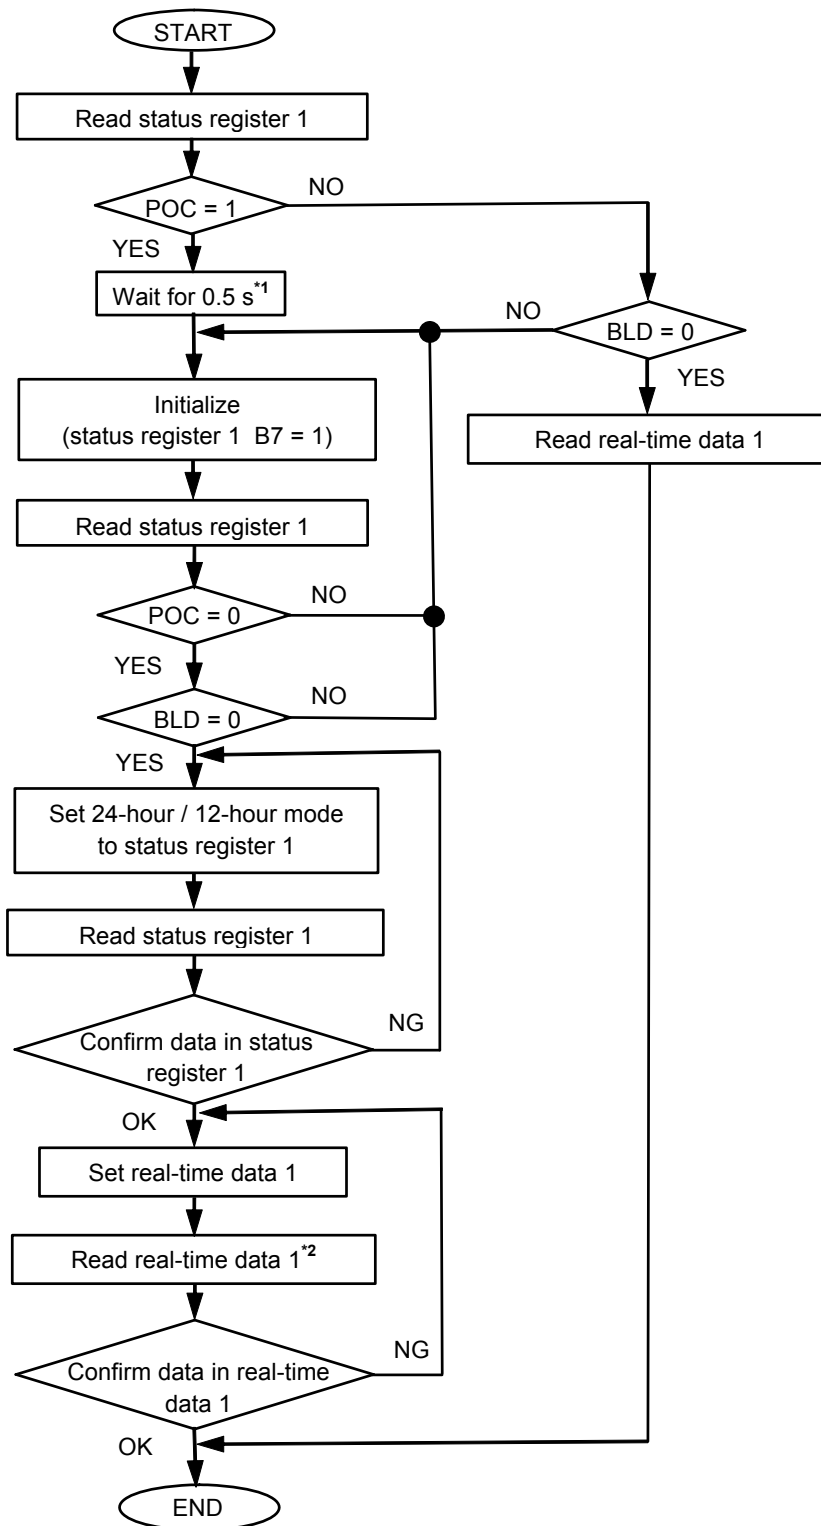 START
Read status register 1
POC = 1
NO
YES
Wait for 0.5 s*1
NO
BLD = 0
YES
Initialize
(status register 1  B7 = 1)
Read real-time data 1
Read status register 1
POC = 0
NO
YES
BLD = 0
NO
YES
Set 24-hour / 12-hour mode
to status register 1
Read status register 1
Confirm data in status
register 1
NG
OK
Set real-time data 1
Read real-time data 1*2
Confirm data in real-time
data 1
NG
OK
END